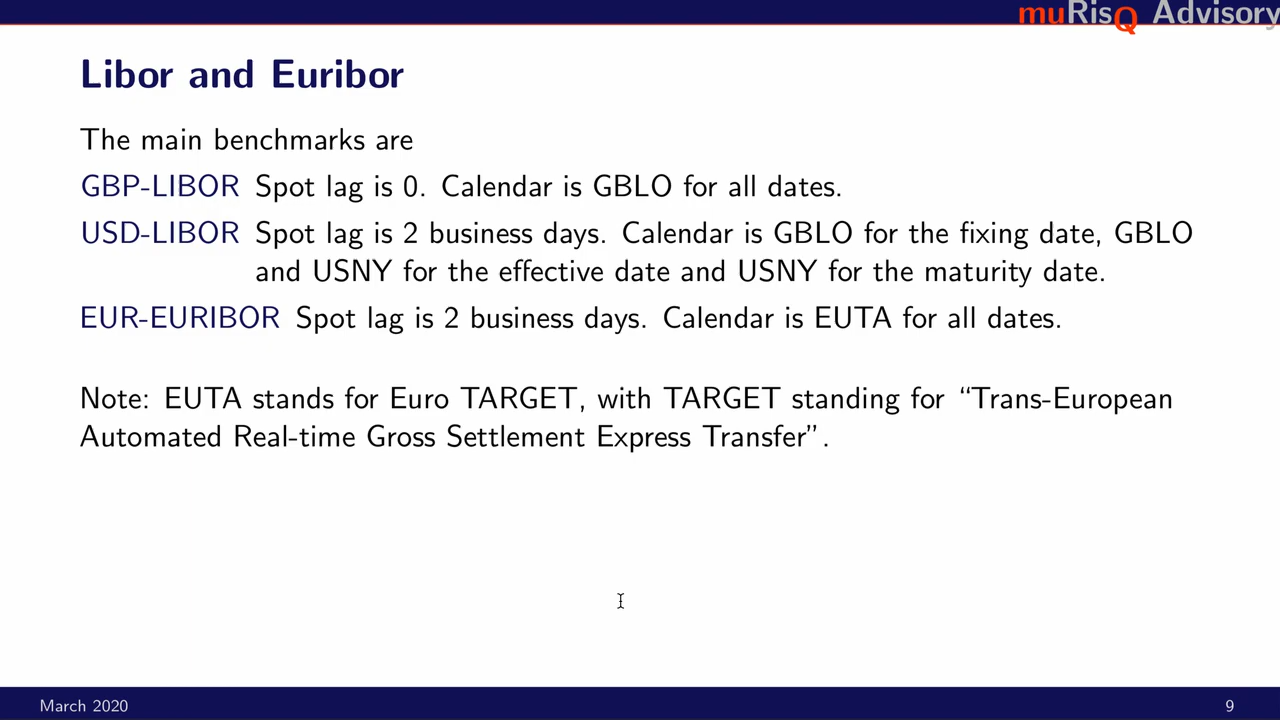 muRisQ Advisory
Libor and Euribor
The main benchmarks are
GBP-LIBOR Spot lag is 0. Calendar is GBLO for all dates.
USD-LIBOR Spot lag is 2 business days. Calendar is GBLO for the fixing date, GBLO
and USNY for the effective date and USNY for the maturity date.
EUR-EURIBOR Spot lag is 2 business days. Calendar is EUTA for all dates.
Note: EUTA stands for Euro TARGET, with TARGET standing for “Trans-European
Automated Real-time Gross Settlement Express Transfer”.
March 2020
9